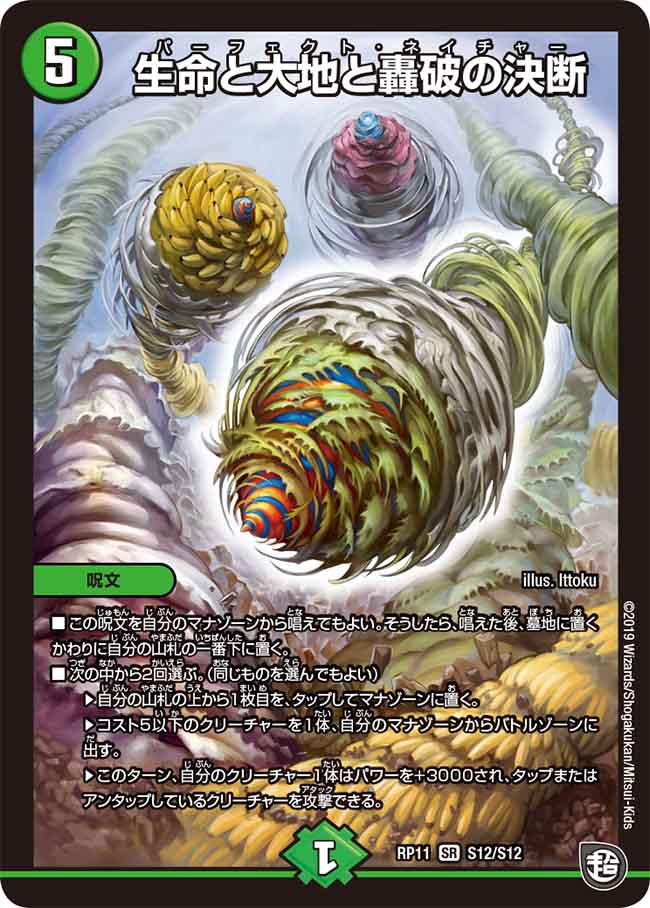 5
パーフェクト・ネイチャー
生命と大地と轟破の決断
呪文
illus. Ittoku
■この呪文を自分のマナゾーンから唱えてもよい。そうしたら、唱えた後、墓地に置く
かわりに自分の山札の一番下に置く。
■次の中から2回選ぶ。(同じものを選んでもよい)
▶自分の山札の上から1枚目を、タップしてマナゾーンに置く。
▶コスト5以下のクリーチャーを1体、自分のマナゾーンからバトルゾーンに
出す。
▶このターン、自分のクリーチャー1体はパワーを+3000され、タップまたは
アンタップしているクリーチャーを攻撃できる。
©2019 Wizards/Shogakukan/Mitsui-Kids
1
RP11 SR S12/S12
超